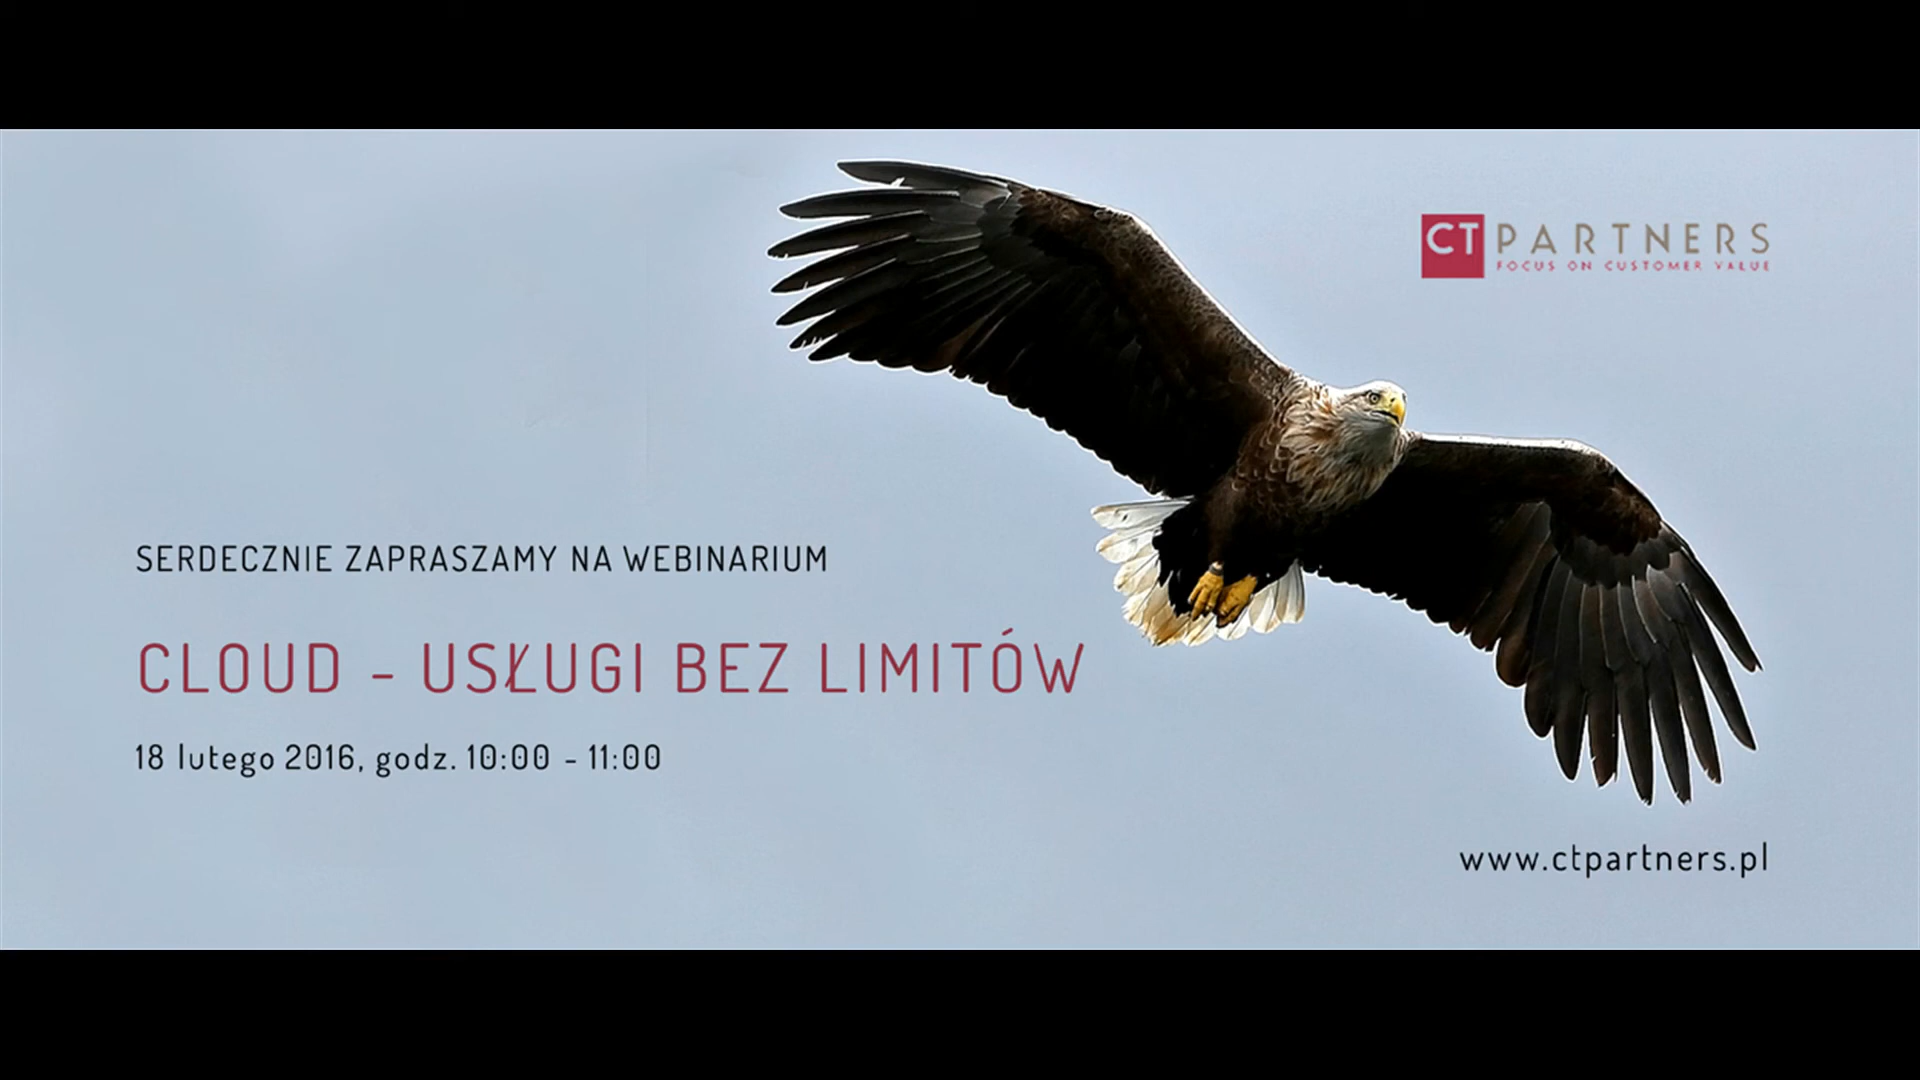 CT PARTNERS
FOCUS ON CUSTOMER VALUE
SERDECZNIE ZAPRASZAMY NA WEBINARIUM
CLOUD - USŁUGI BEZ LIMITÓW
18 lutego 2016, godz. 10:00 - 11:00
www.ctpartners.pl